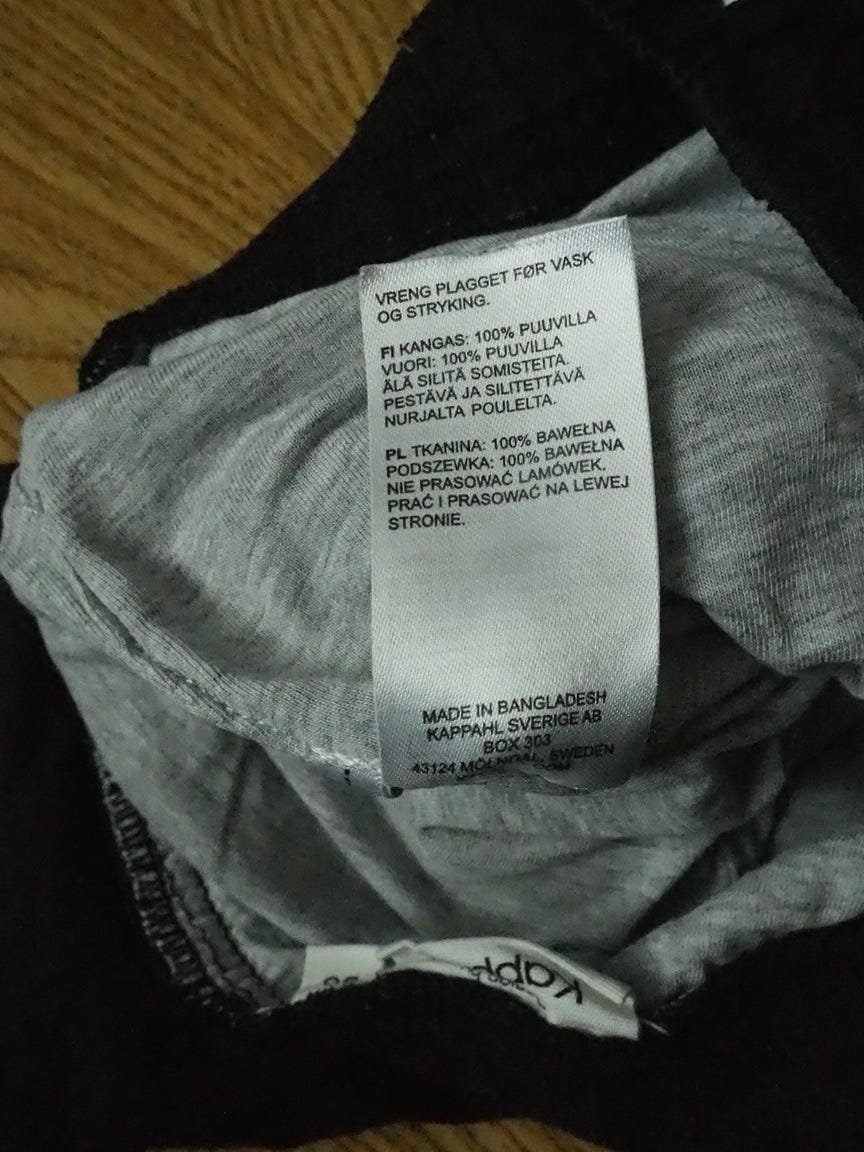 VRENG PLAGGET FØR VASK
OG STRYKING.
FI KANGAS: 100% PUUVILLA
VUORI: 100% PUUVILLA
ÄLÄ SILITÄ SOMISTEITA.
PESTÄVÄ JA SILITETTÄVÄ
NURJALTA POULELTA.
PL TKANINA: 100% BAWEŁNA
PODSZEWKA: 100% BAWEŁNA
NIE PRASOWAĆ LAMÓWEK.
PRAĆ I PRASOWAĆ NA LEWEJ
STRONIE.
MADE IN BANGLADESH
KAPPAHL SVERIGE AB
BOX 303
43124 MÖLNDAL, SWEDEN
Kapp